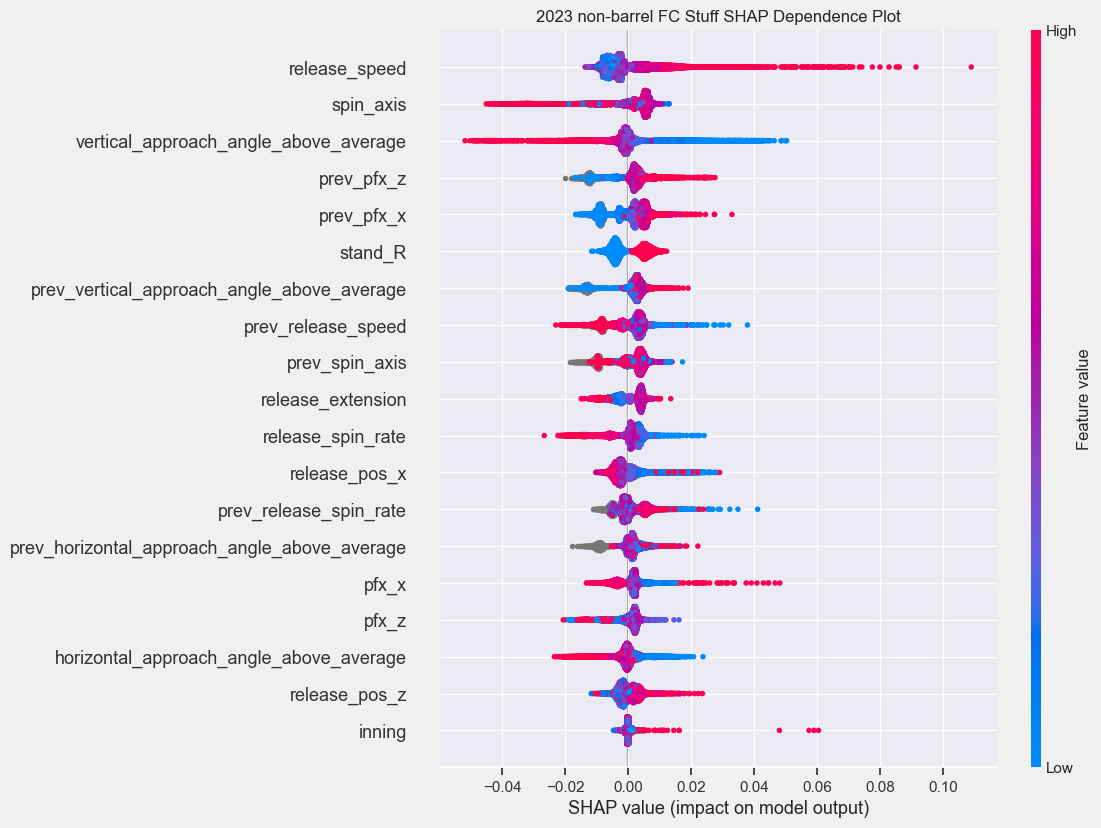 2023 non-barrel FC Stuff SHAP Dependence Plot
High
release_speed
spin_axis
vertical_approach_angle_above_average
prev_pfx_z
prev_pfx_x
stand_R
prev_vertical_approach_angle_above_average
prev_release_speed
prev_spin_axis
release_extension
release_spin_rate
release_pos_x
prev_release_spin_rate
prev_horizontal_approach_angle_above_average
pfx_x
pfx_z
horizontal_approach_angle_above_average
release_pos_z
inning
Feature value
Low
−0.04 −0.02 0.00 0.02 0.04 0.06 0.08 0.10
SHAP value (impact on model output)